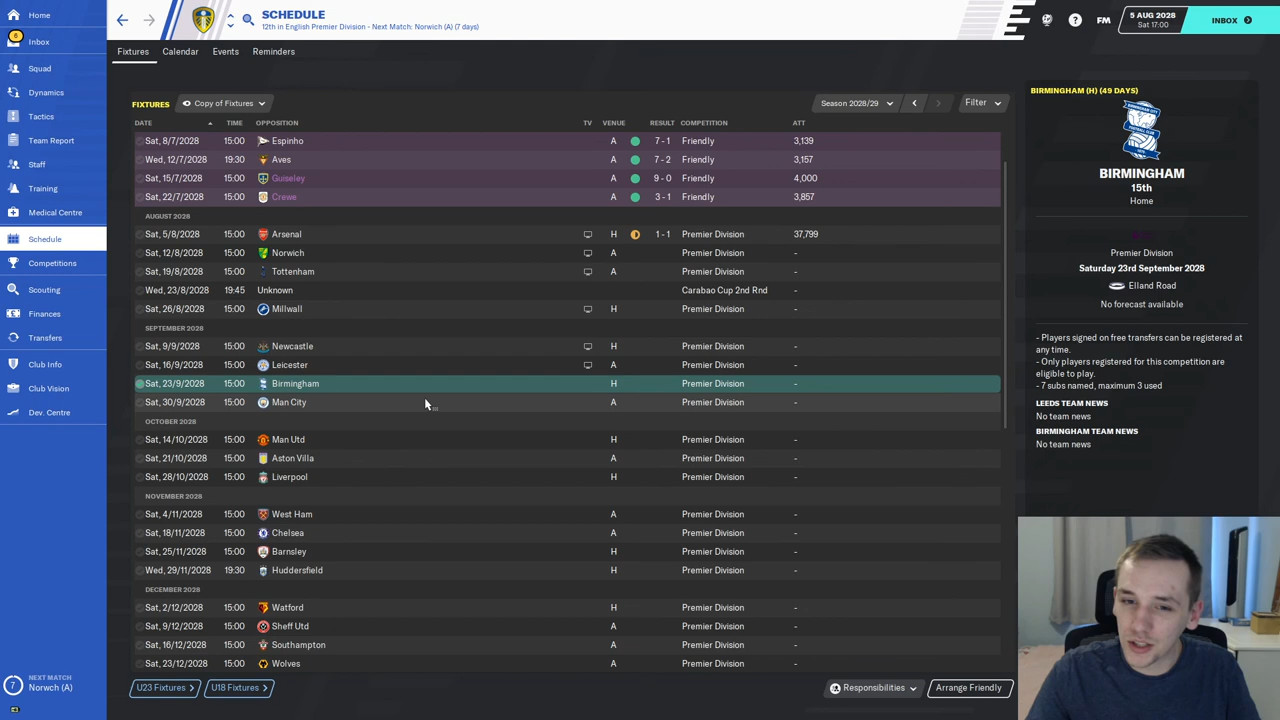 SCHEDULE
12th in English Premier Division - Next Match: Norwich (A) (7 days)
FM
5 AUG 2028
Sat 17:00
INBOX
6
Inbox
Home
Squad
Dynamics
Tactics
Team Report
Staff
Training
Medical Centre
Schedule
Competitions
Scouting
Finances
Transfers
Club Info
Club Vision
Dev. Centre
7
NEXT MATCH
Norwch (A)
Fixtures Calendar Events Reminders
FIXTURES Copy of Fixtures Season 2028/29 Filter
DATE TIME OPPOSITION TV VENUE RESULT COMPETITION ATT
Sat, 8/7/2028 15:00 Espinho A 7 - 1 Friendly 3,139
Wed, 12/7/2028 19:30 Aves A 7 - 2 Friendly 3,157
Sat, 15/7/2028 15:00 Guiseley A 9 - 0 Friendly 4,000
Sat, 22/7/2028 15:00 Crewe A 3 - 1 Friendly 3,857
AUGUST 2028
Sat, 5/8/2028 15:00 Arsenal H 1 - 1 Premier Division 37,799
Sat, 12/8/2028 15:00 Norwich A Premier Division -
Sat, 19/8/2028 15:00 Tottenham A Premier Division -
Wed, 23/8/2028 19:45 Unknown Carabao Cup 2nd Rnd -
Sat, 26/8/2028 15:00 Millwall H Premier Division -
SEPTEMBER 2028
Sat, 9/9/2028 15:00 Newcastle H Premier Division -
Sat, 16/9/2028 15:00 Leicester A Premier Division -
Sat, 23/9/2028 15:00 Birmingham H Premier Division -
Sat, 30/9/2028 15:00 Man City A Premier Division -
OCTOBER 2028
Sat, 14/10/2028 15:00 Man Utd H Premier Division -
Sat, 21/10/2028 15:00 Aston Villa A Premier Division -
Sat, 28/10/2028 15:00 Liverpool H Premier Division -
NOVEMBER 2028
Sat, 4/11/2028 15:00 West Ham A Premier Division -
Sat, 18/11/2028 15:00 Chelsea A Premier Division -
Sat, 25/11/2028 15:00 Barnsley H Premier Division -
Wed, 29/11/2028 19:30 Huddersfield H Premier Division -
DECEMBER 2028
Sat, 2/12/2028 15:00 Watford H Premier Division -
Sat, 9/12/2028 15:00 Sheff Utd A Premier Division -
Sat, 16/12/2028 15:00 Southampton A Premier Division -
Sat, 23/12/2028 15:00 Wolves A Premier Division -
U23 Fixtures U18 Fixtures Responsibilities Arrange Friendly
BIRMINGHAM (H) (49 DAYS)
BIRMINGHAM
15th
Home
Premier Division
Saturday 23rd September 2028
Elland Road
No forecast available
- Players signed on free transfers can be registered at
any time.
- Only players registered for this competition are
eligible to play.
- 7 subs named, maximum 3 used
LEEDS TEAM NEWS
No team news
BIRMINGHAM TEAM NEWS
No team news